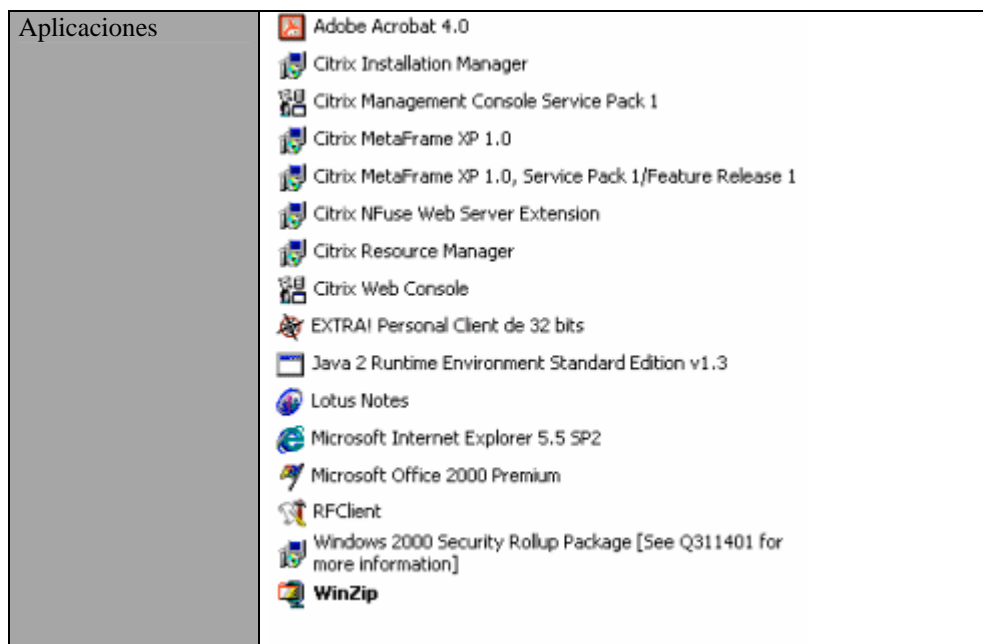 Aplicaciones
Adobe Acrobat 4.0
Citrix Installation Manager
Citrix Management Console Service Pack 1
Citrix MetaFrame XP 1.0
Citrix MetaFrame XP 1.0, Service Pack 1/Feature Release 1
Citrix NFuse Web Server Extension
Citrix Resource Manager
Citrix Web Console
EXTRA! Personal Client de 32 bits
Java 2 Runtime Environment Standard Edition v1.3
Lotus Notes
Microsoft Internet Explorer 5.5 SP2
Microsoft Office 2000 Premium
RFClient
Windows 2000 Security Rollup Package [See Q311401 for
more information]
WinZip